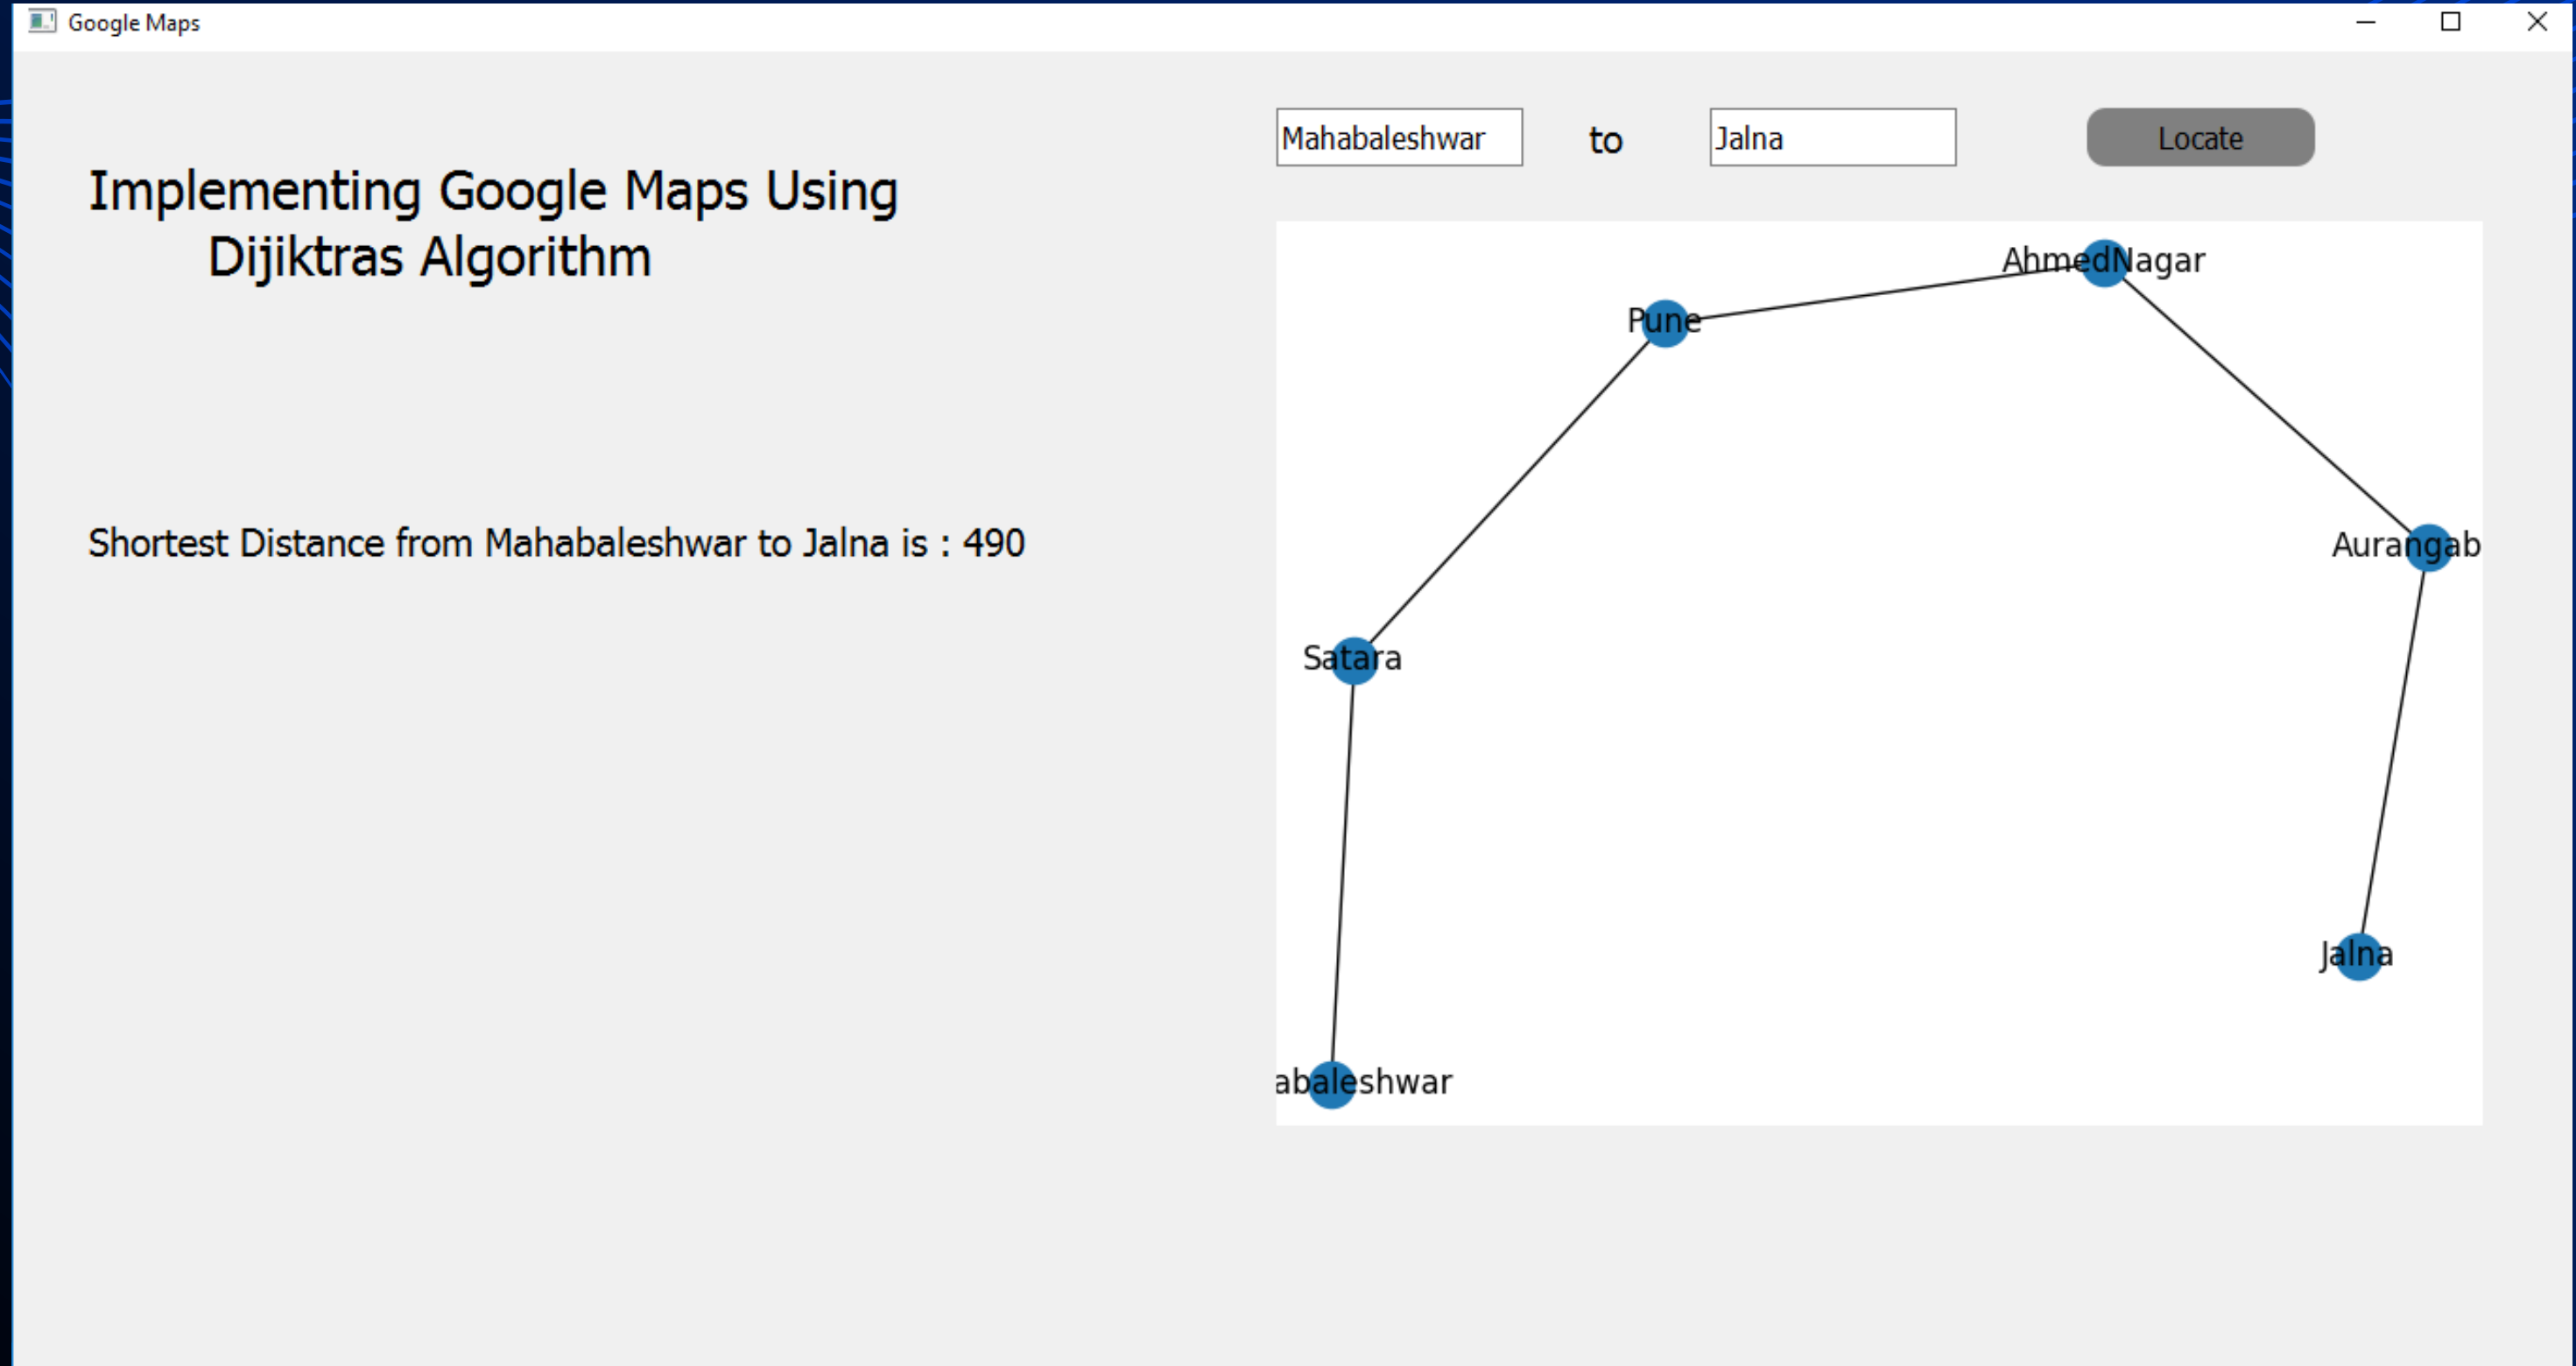 Google Maps
Mahabaleshwar to Jalna Locate
Implementing Google Maps Using
Dijiktras Algorithm
AhmedNagar
Pune
Shortest Distance from Mahabaleshwar to Jalna is : 490
Aurangab
Satara
Jalna
abaleshwar